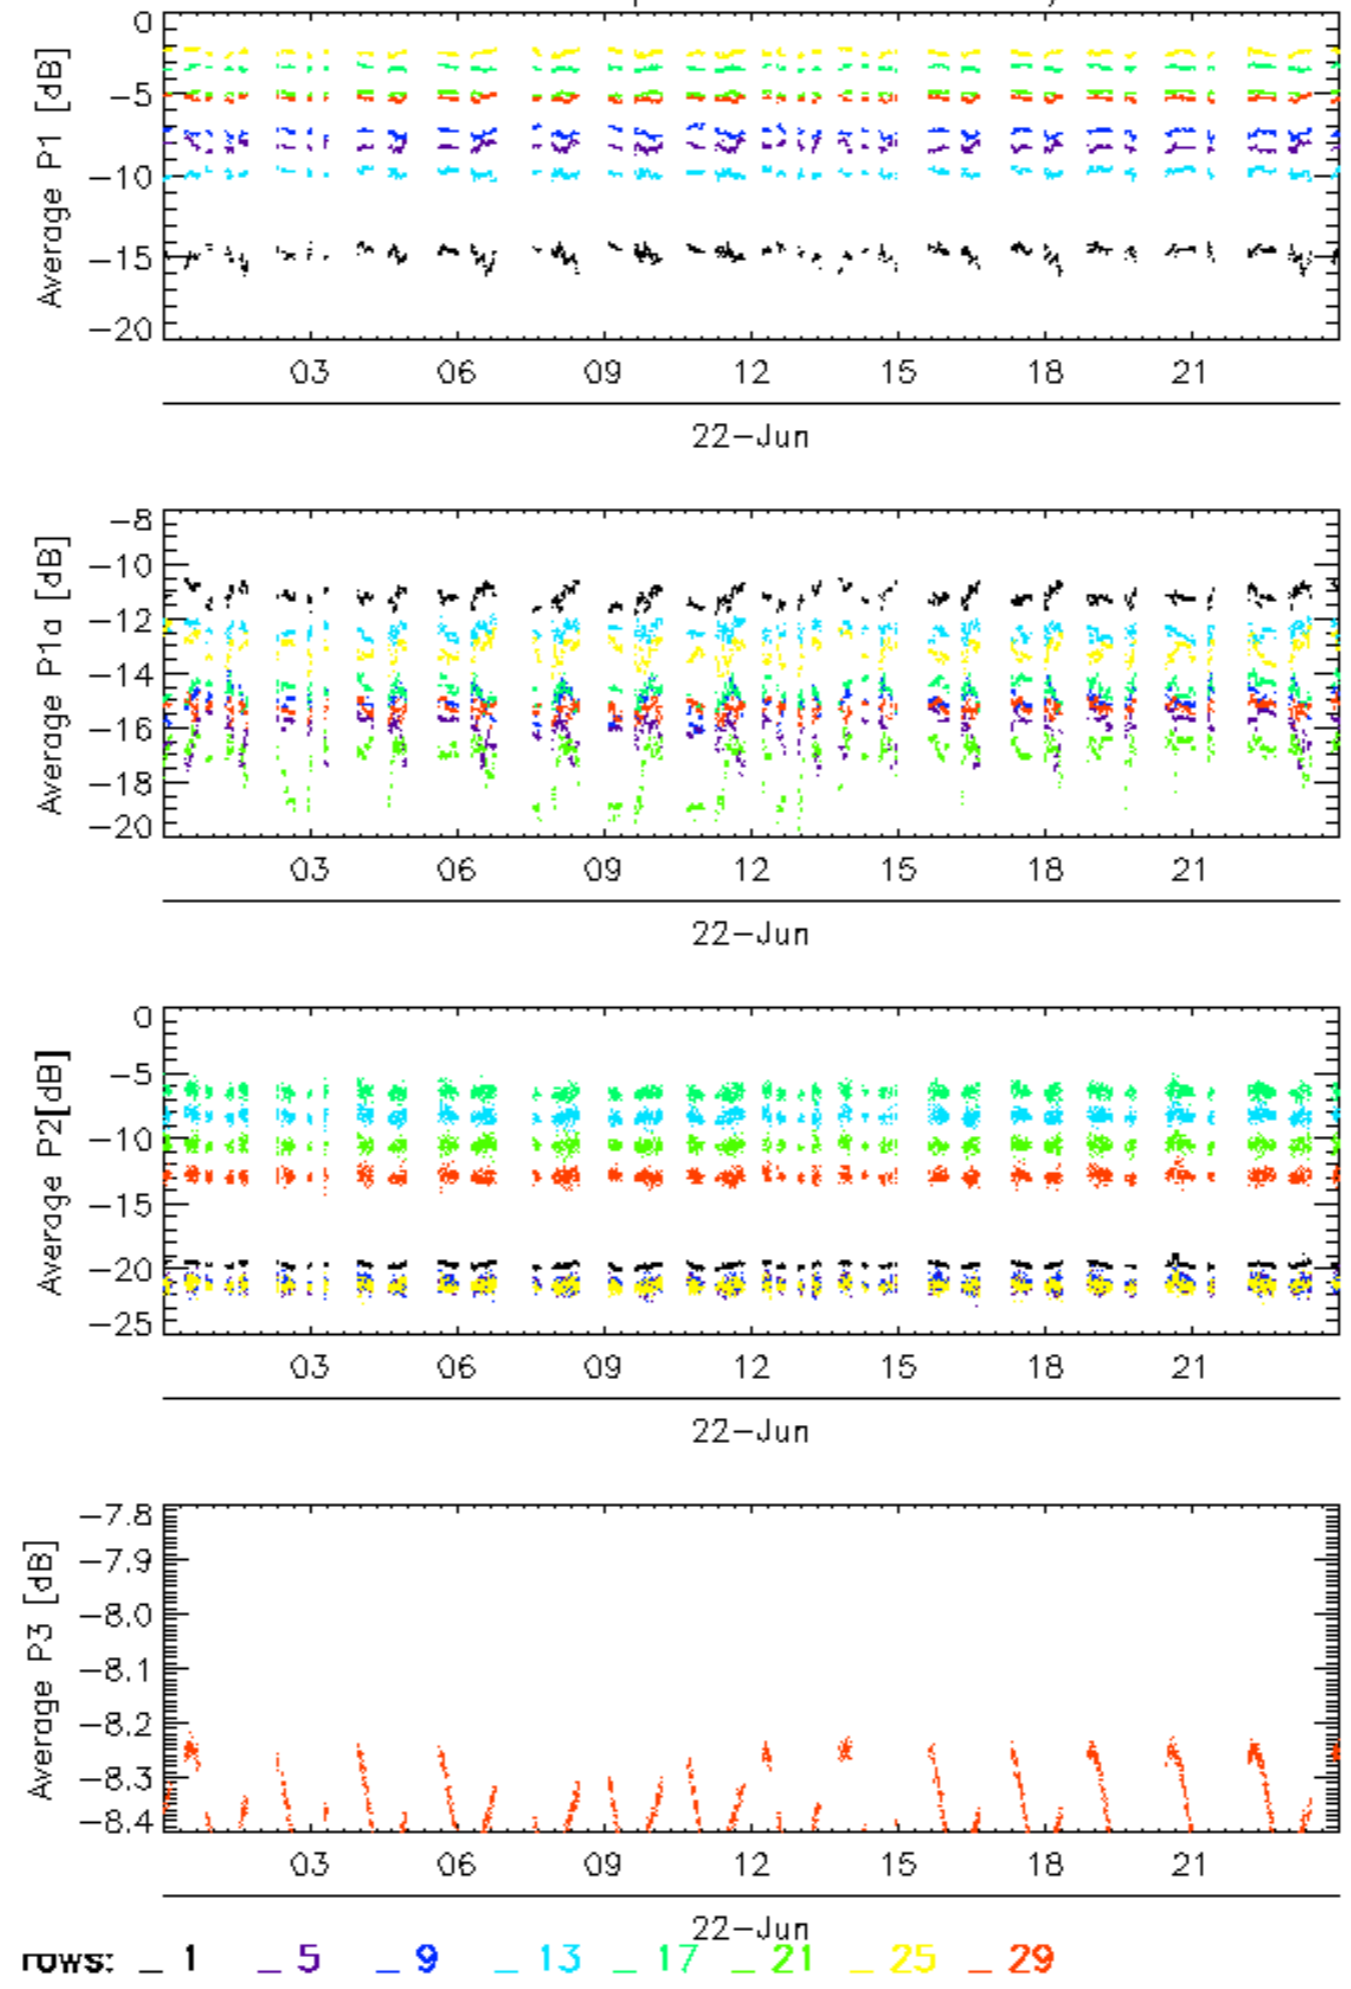 0
−5
−10
−15
−20
Average P1 [dB]
03 06 09 12 15 18 21
22−Jun
−8
−10
−12
−14
−16
−18
−20
Average P1a [dB]
03 06 09 12 15 18 21
22−Jun
0
−5
−10
−15
−20
−25
Average P2[dB]
03 06 09 12 15 18 21
22−Jun
−7.8
−7.9
−8.0
−8.1
−8.2
−8.3
−8.4
Average P3 [dB]
03 06 09 12 15 18 21
22−Jun
rows: _ 1 _ 5 _ 9 _ 13 _ 17 _ 21 _ 25 _ 29